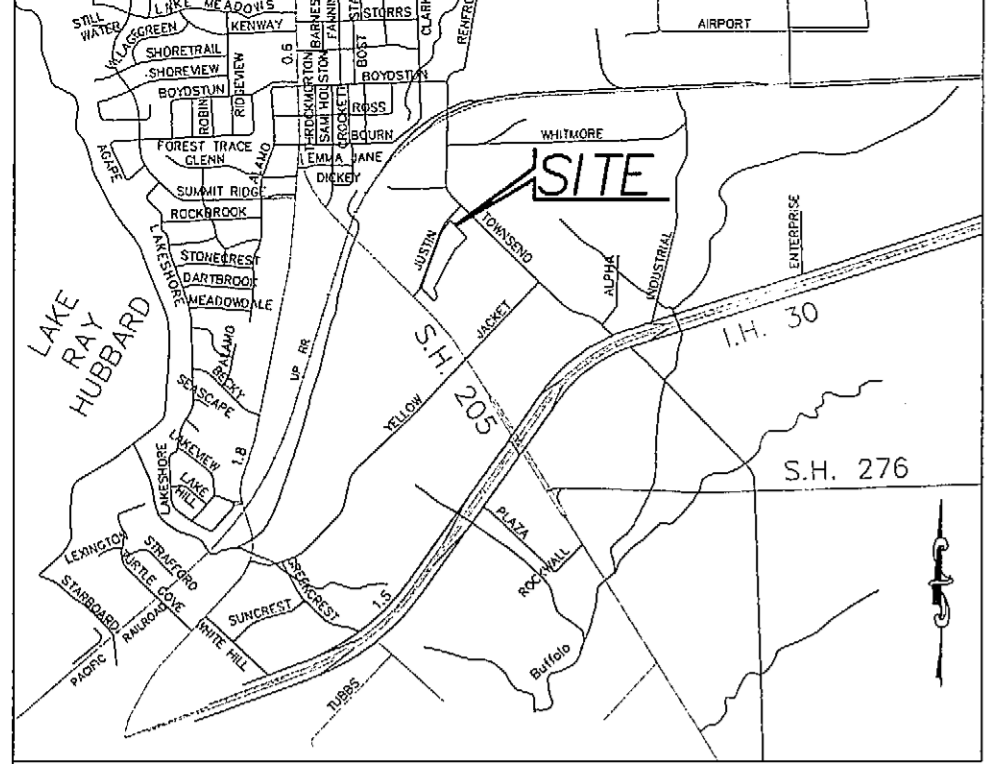 LAKE MEADOWS
STILL
WATER
VILLAGEGREEN
KENWAY
BARNES
FANNIN
STORRS
CLARK
RENFRO
AIRPORT
SHORETRAIL
SHOREVIEW
BOYDSTUN
ROBIN
RIDGEVIEW
0.6
THROCKMORTON
SAM HOUSTON
CROCKETT
BOST
BOYDSTUN
ROSS
BOURN
WHITMORE
FOREST TRACE
GLENN
ALAMO
EMMA JANE
DICKEY
AGAPE
SUMMIT RIDGE
ROCKBROOK
SITE
LAKESHORE
STONECREST
DARTBROOK
MEADOWDALE
JUSTIN
TOWNSEND
ALPHA
INDUSTRIAL
ENTERPRISE
LAKE
RAY
HUBBARD
ALAMO
BECKY
SEASCAPE
UP RR
S.H. 205
JACKET
YELLOW
I.H. 30
LAKESHORE
LAKEVIEW
LAKE
HILL
1.8
S.H. 276
PLAZA
ROCKWALL
LEXINGTON
STRAFFORD
TURTLE COVE
STARBOARD
RAILROAD
PACIFIC
GREENCREST
SUNCREST
WHITE HILL
1.5
TUBBS
Buffalo